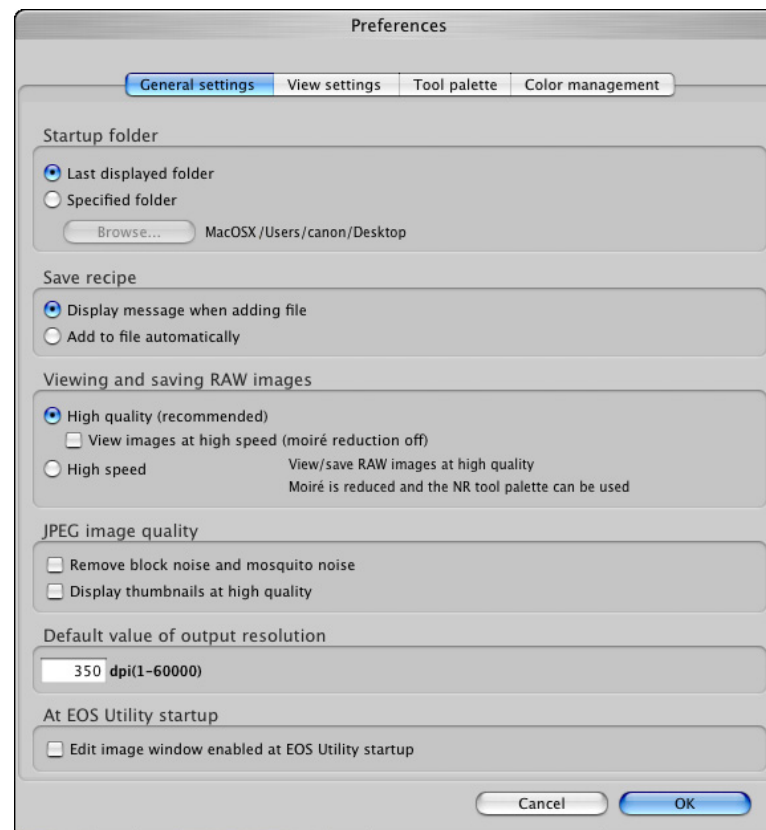 Preferences
General settings View settings Tool palette Color management
Startup folder
Last displayed folder
Specified folder
Browse... MacOSX/Users/canon/Desktop
Save recipe
Display message when adding file
Add to file automatically
Viewing and saving RAW images
High quality (recommended)
View images at high speed (moiré reduction off)
High speed View/save RAW images at high quality
Moiré is reduced and the NR tool palette can be used
JPEG image quality
Remove block noise and mosquito noise
Display thumbnails at high quality
Default value of output resolution
350 dpi(1-60000)
At EOS Utility startup
Edit image window enabled at EOS Utility startup
Cancel OK